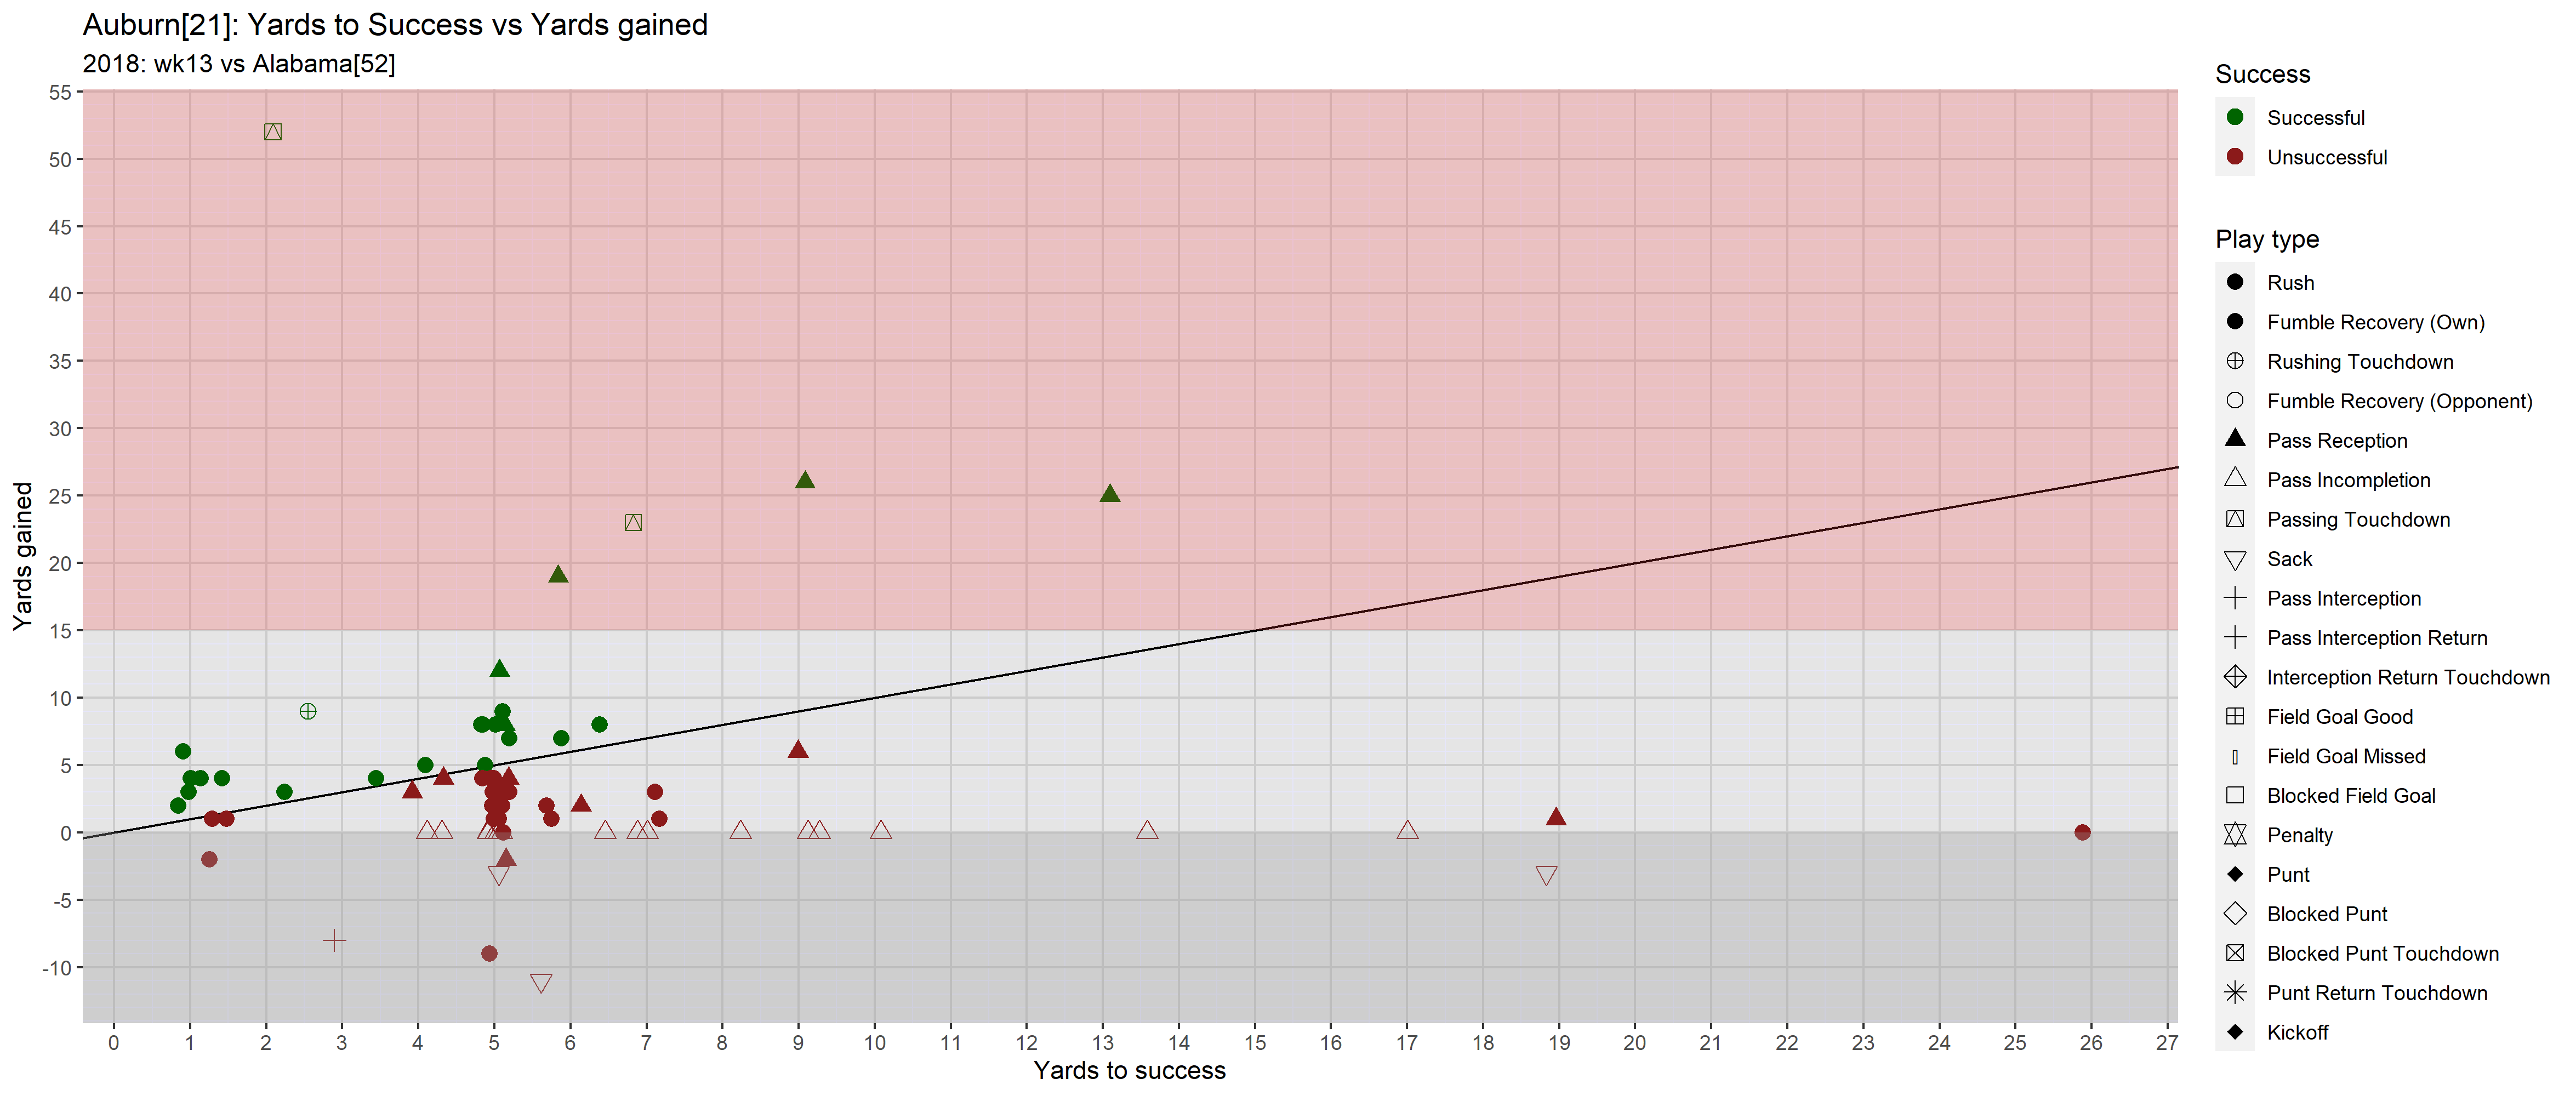 Auburn[21]: Yards to Success vs Yards gained
2018: wk13 vs Alabama[52]
Yards gained
55
50
45
40
35
30
25
20
15
10
5
0
-5
-10
0 1 2 3 4 5 6 7 8 9 10 11 12 13 14 15 16 17 18 19 20 21 22 23 24 25 26 27
Yards to success
Success
Successful
Unsuccessful
Play type
Rush
Fumble Recovery (Own)
Rushing Touchdown
Fumble Recovery (Opponent)
Pass Reception
Pass Incompletion
Passing Touchdown
Sack
Pass Interception
Pass Interception Return
Interception Return Touchdown
Field Goal Good
Field Goal Missed
Blocked Field Goal
Penalty
Punt
Blocked Punt
Blocked Punt Touchdown
Punt Return Touchdown
Kickoff